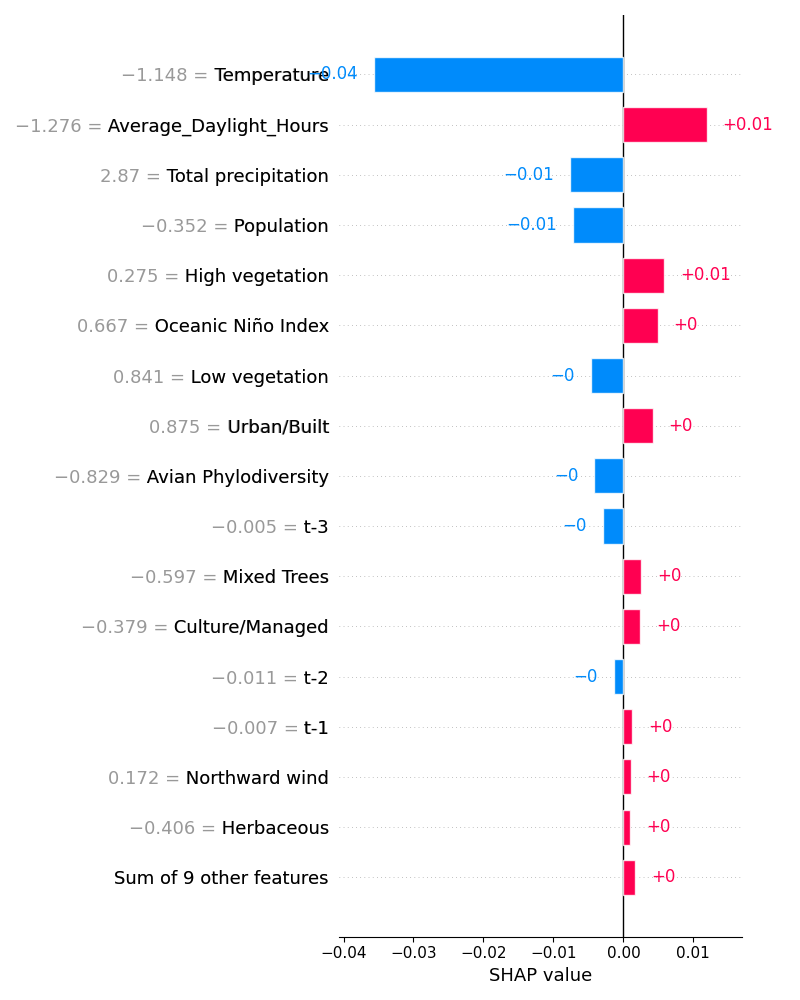 −1.148 = Temperature −0.04
−1.276 = Average_Daylight_Hours +0.01
2.87 = Total precipitation −0.01
−0.352 = Population −0.01
0.275 = High vegetation +0.01
0.667 = Oceanic Niño Index +0
0.841 = Low vegetation −0
0.875 = Urban/Built +0
−0.829 = Avian Phylodiversity −0
−0.005 = t-3 −0
−0.597 = Mixed Trees +0
−0.379 = Culture/Managed +0
−0.011 = t-2 −0
−0.007 = t-1 +0
0.172 = Northward wind +0
−0.406 = Herbaceous +0
Sum of 9 other features +0
−0.04 −0.03 −0.02 −0.01 0.00 0.01
SHAP value